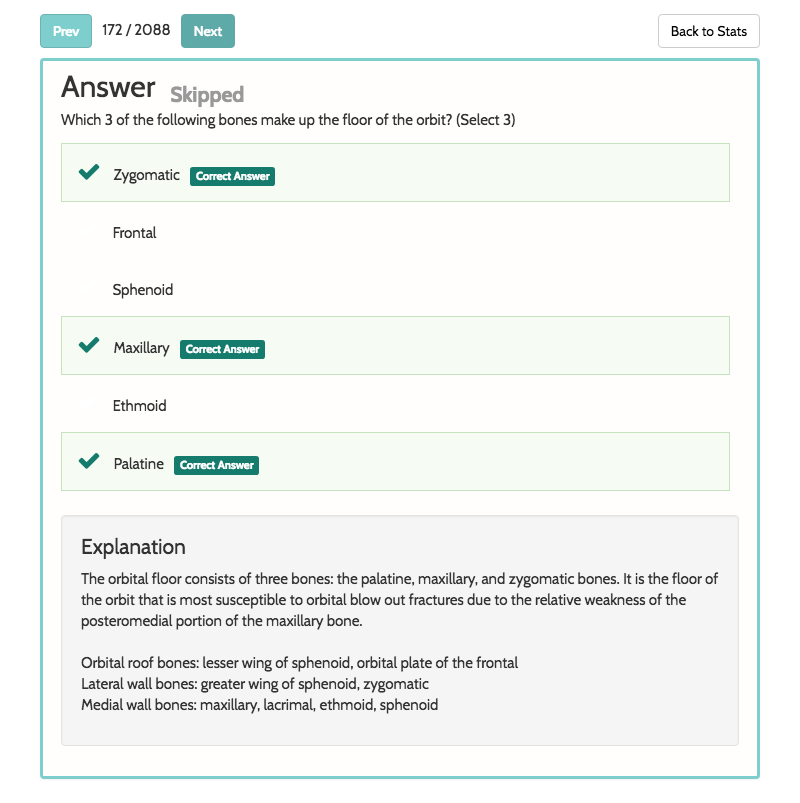 Prev 172 / 2088 Next Back to Stats
Answer Skipped
Which 3 of the following bones make up the floor of the orbit? (Select 3)
Zygomatic Correct Answer
Frontal
Sphenoid
Maxillary Correct Answer
Ethmoid
Palatine Correct Answer
Explanation
The orbital floor consists of three bones: the palatine, maxillary, and zygomatic bones. It is the floor of
the orbit that is most susceptible to orbital blow out fractures due to the relative weakness of the
posteromedial portion of the maxillary bone.
Orbital roof bones: lesser wing of sphenoid, orbital plate of the frontal
Lateral wall bones: greater wing of sphenoid, zygomatic
Medial wall bones: maxillary, lacrimal, ethmoid, sphenoid